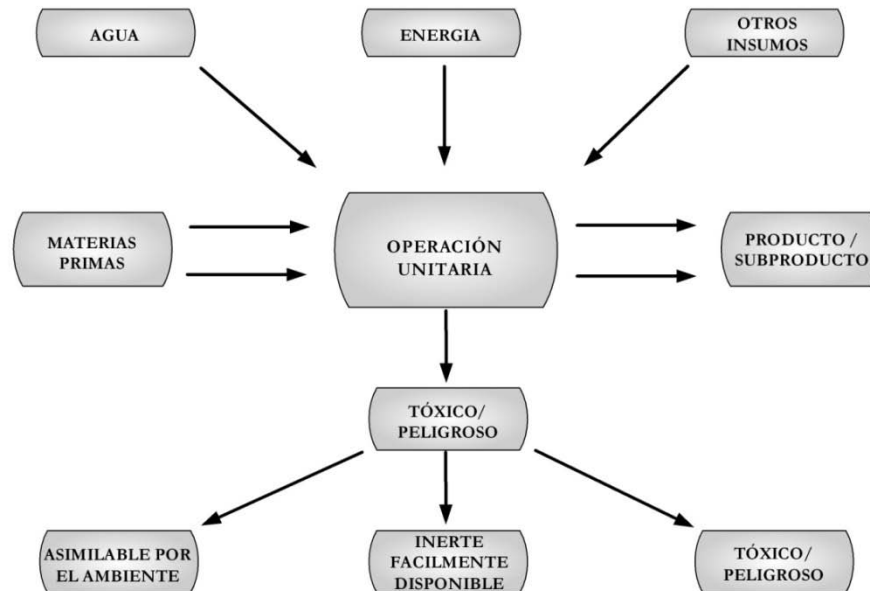 AGUA
ENERGIA
OTROS
INSUMOS
MATERIAS
PRIMAS
OPERACIÓN
UNITARIA
PRODUCTO /
SUBPRODUCTO
TÓXICO/
PELIGROSO
ASIMILABLE POR
EL AMBIENTE
INERTE
FACILMENTE
DISPONIBLE
TÓXICO/
PELIGROSO